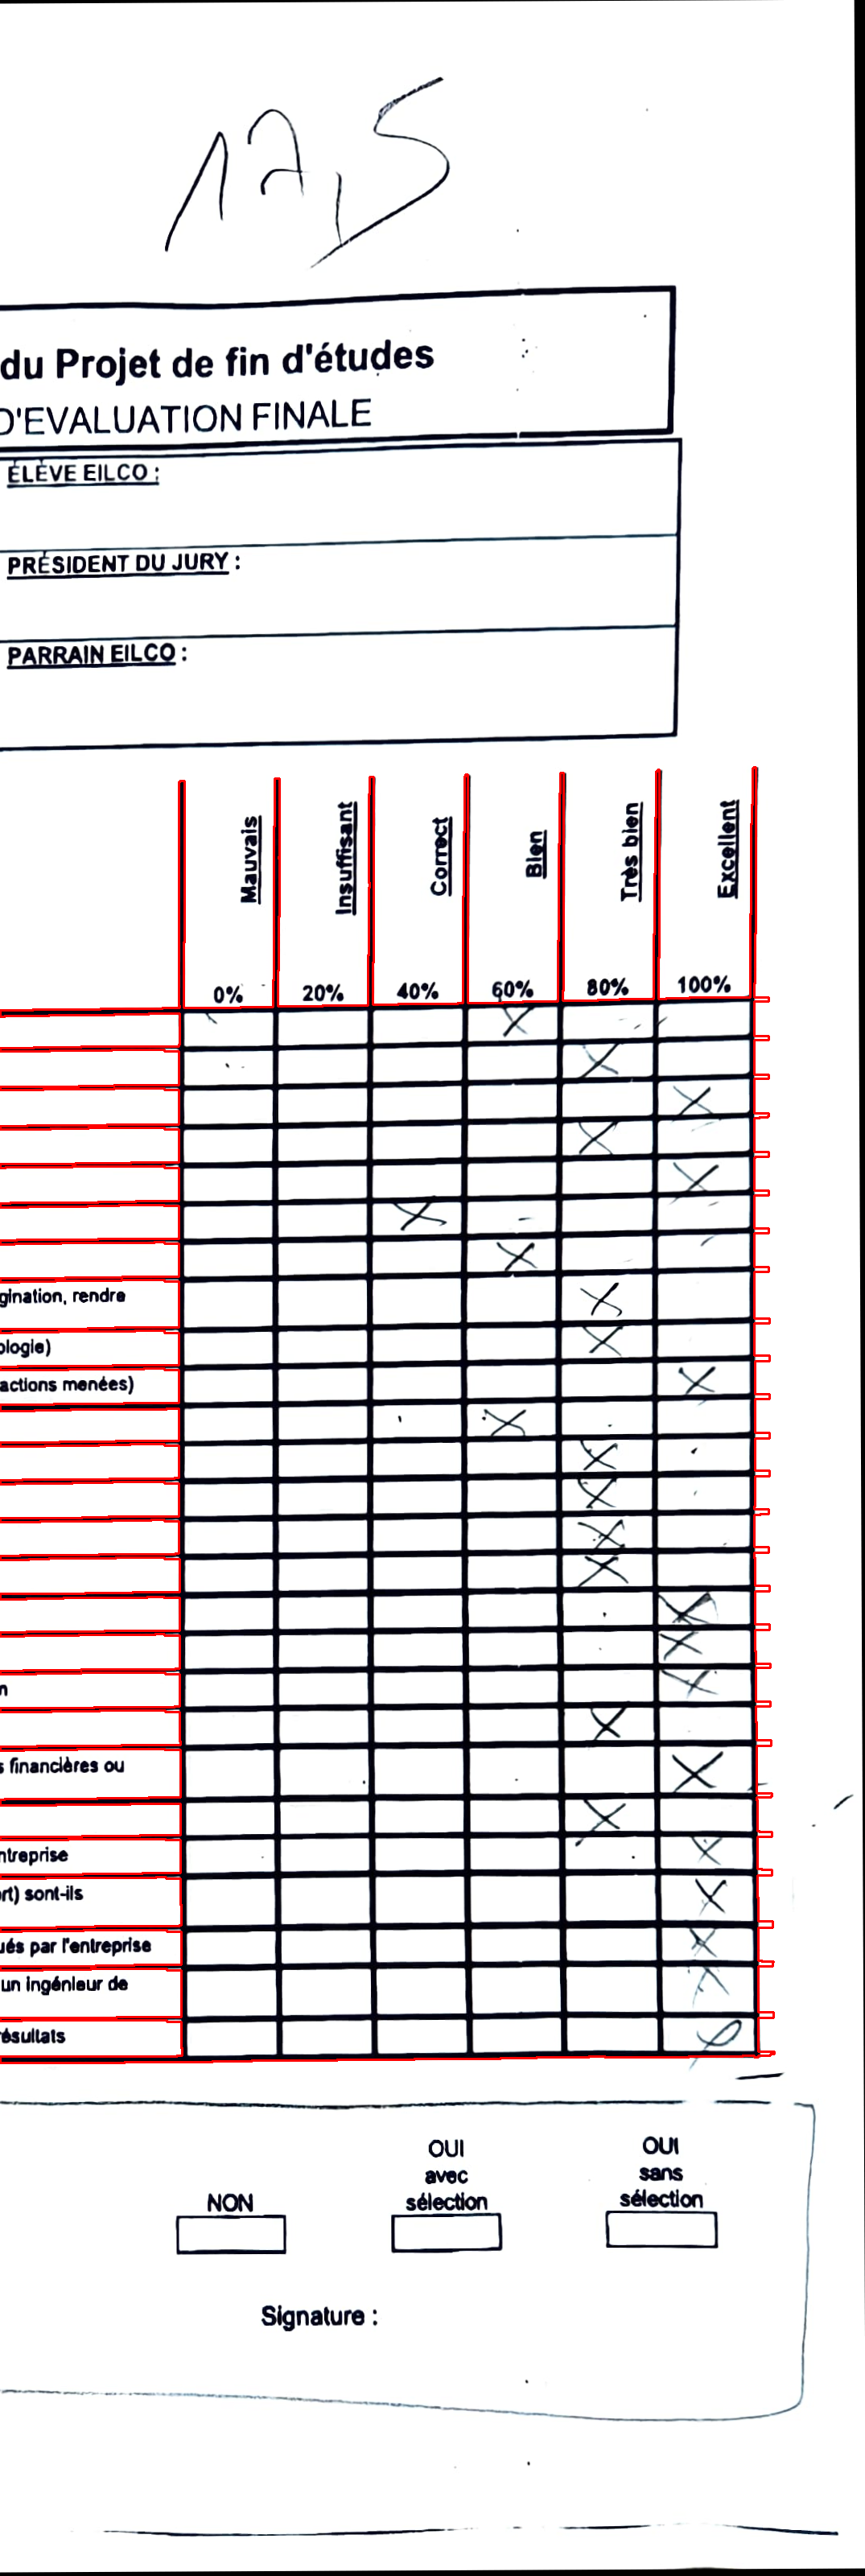 17,5
du Projet de fin d'études
D'EVALUATION FINALE
ÉLÈVE EILCO :
PRÉSIDENT DU JURY :
PARRAIN EILCO :
Mauvais
Insuffisant
Correct
Bien
Très bien
Excellent
0% 20% 40% 60% 80% 100%
X
X
X
X
X
X
X
gination, rendre
X
ologie)
X
actions menées)
X
X
X
X
X
X
X
X
n
X
X
s financières ou
X
X
ntreprise
X
rt) sont-ils
X
ués par l'entreprise
X
un ingénieur de
X
résultats
X
NON
OUI
avec
sélection
OUI
sans
sélection
Signature :